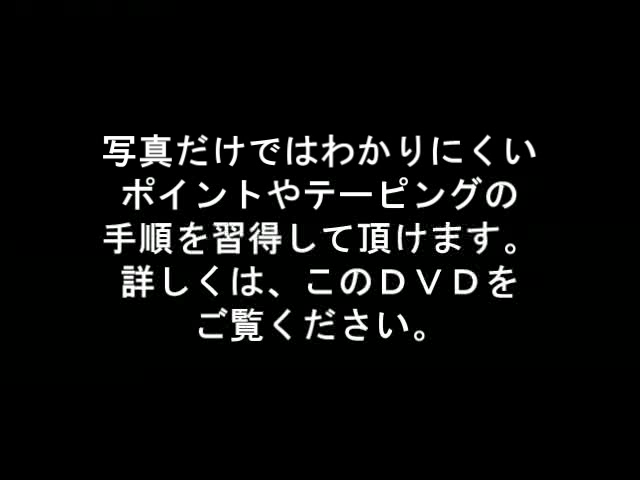 写真だけではわかりにくい
ポイントやテーピングの
手順を習得して頂けます。
詳しくは、このＤＶＤを
ご覧ください。